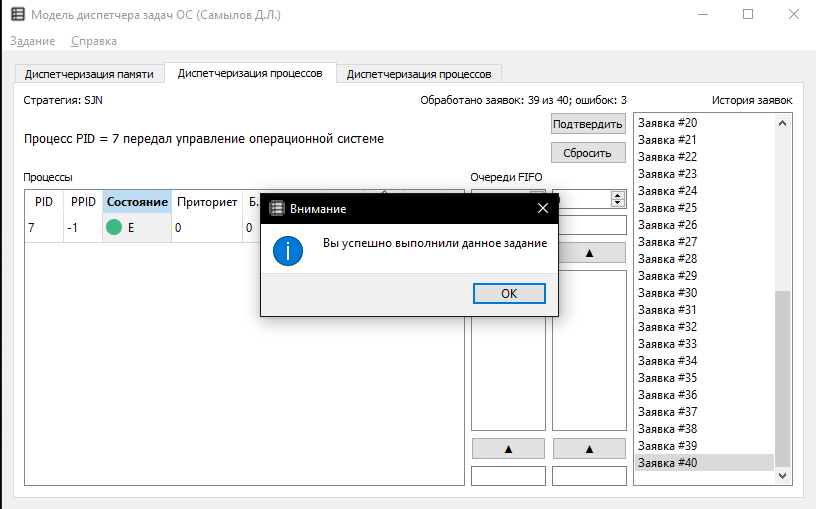 Модель диспетчера задач ОС (Самылов Д.Л.)
Задание Справка
Диспетчеризация памяти Диспетчеризация процессов Диспетчеризация процессов
Стратегия: SJN Обработано заявок: 39 из 40; ошибок: 3 История заявок
Процесс PID = 7 передал управление операционной системе
Подтвердить
Сбросить
Процессы Очереди FIFO
PID PPID Состояние Приториет Б.
7 -1 E 0 0
Внимание
Вы успешно выполнили данное задание
OK
▲
▲ ▲
Заявка #20
Заявка #21
Заявка #22
Заявка #23
Заявка #24
Заявка #25
Заявка #26
Заявка #27
Заявка #28
Заявка #29
Заявка #30
Заявка #31
Заявка #32
Заявка #33
Заявка #34
Заявка #35
Заявка #36
Заявка #37
Заявка #38
Заявка #39
Заявка #40